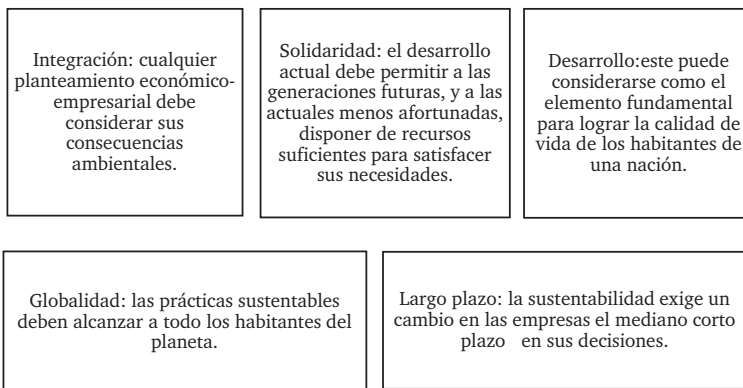 Integración: cualquier
planteamiento económico-
empresarial debe
considerar sus
consecuencias
ambientales.
Solidaridad: el desarrollo
actual debe permitir a las
generaciones futuras, y a las
actuales menos afortunadas,
disponer de recursos
suficientes para satisfacer
sus necesidades.
Desarrollo:este puede
considerarse como el
elemento fundamental
para lograr la calidad de
vida de los habitantes de
una nación.
Globalidad: las prácticas sustentables
deben alcanzar a todo los habitantes del
planeta.
Largo plazo: la sustentabilidad exige un
cambio en las empresas el mediano corto
plazo en sus decisiones.